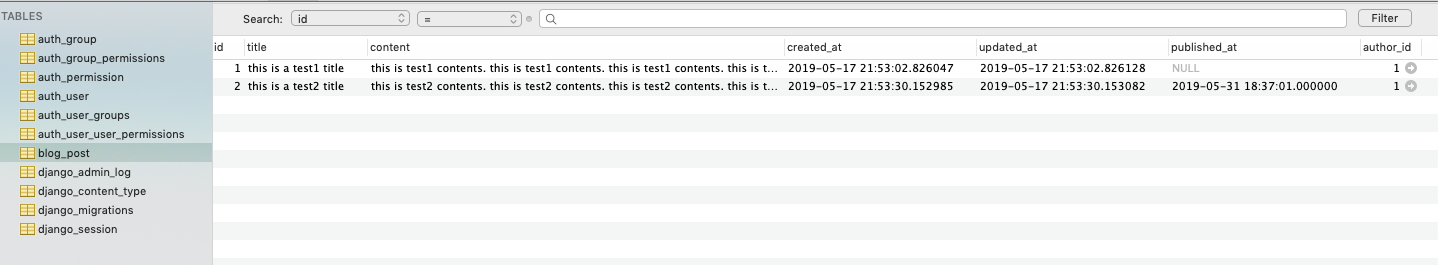 TABLES
auth_group
auth_group_permissions
auth_permission
auth_user
auth_user_groups
auth_user_user_permissions
blog_post
django_admin_log
django_content_type
django_migrations
django_session
Search: id = Filter
id title content created_at updated_at published_at author_id
1 this is a test1 title this is test1 contents. this is test1 contents. this is test1 contents. this is t... 2019-05-17 21:53:02.826047 2019-05-17 21:53:02.826128 NULL 1
2 this is a test2 title this is test2 contents. this is test2 contents. this is test2 contents. this is t... 2019-05-17 21:53:30.152985 2019-05-17 21:53:30.153082 2019-05-31 18:37:01.000000 1